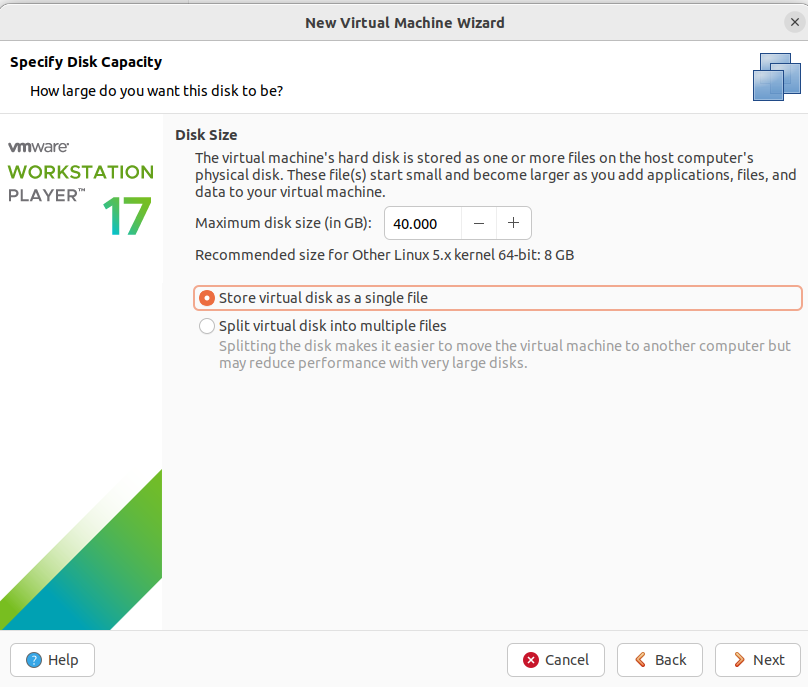 New Virtual Machine Wizard
Specify Disk Capacity
How large do you want this disk to be?
vmware
WORKSTATION
PLAYER™
17
Disk Size
The virtual machine's hard disk is stored as one or more files on the host computer's
physical disk. These file(s) start small and become larger as you add applications, files, and
data to your virtual machine.
Maximum disk size (in GB): 40.000 − +
Recommended size for Other Linux 5.x kernel 64-bit: 8 GB
Store virtual disk as a single file
Split virtual disk into multiple files
Splitting the disk makes it easier to move the virtual machine to another computer but
may reduce performance with very large disks.
Help Cancel Back Next